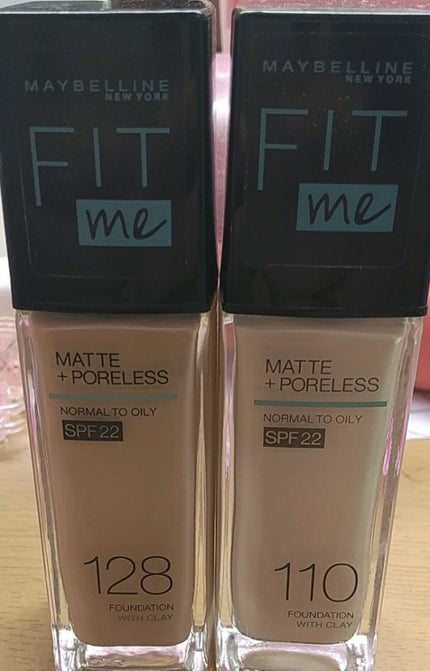 MAYBELLINE
NEW YORK
FIT
me
MATTE
+ PORELESS
NORMAL TO OILY
SPF 22
128
FOUNDATION
WITH CLAY
MAYBELLINE
NEW YORK
FIT
me
MATTE
+ PORELESS
NORMAL TO OILY
SPF 22
110
FOUNDATION
WITH CLAY